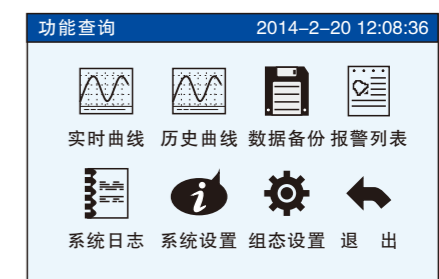 功能查询 2014-2-20 12:08:36
实时曲线 历史曲线 数据备份 报警列表
系统日志 系统设置 组态设置 退 出